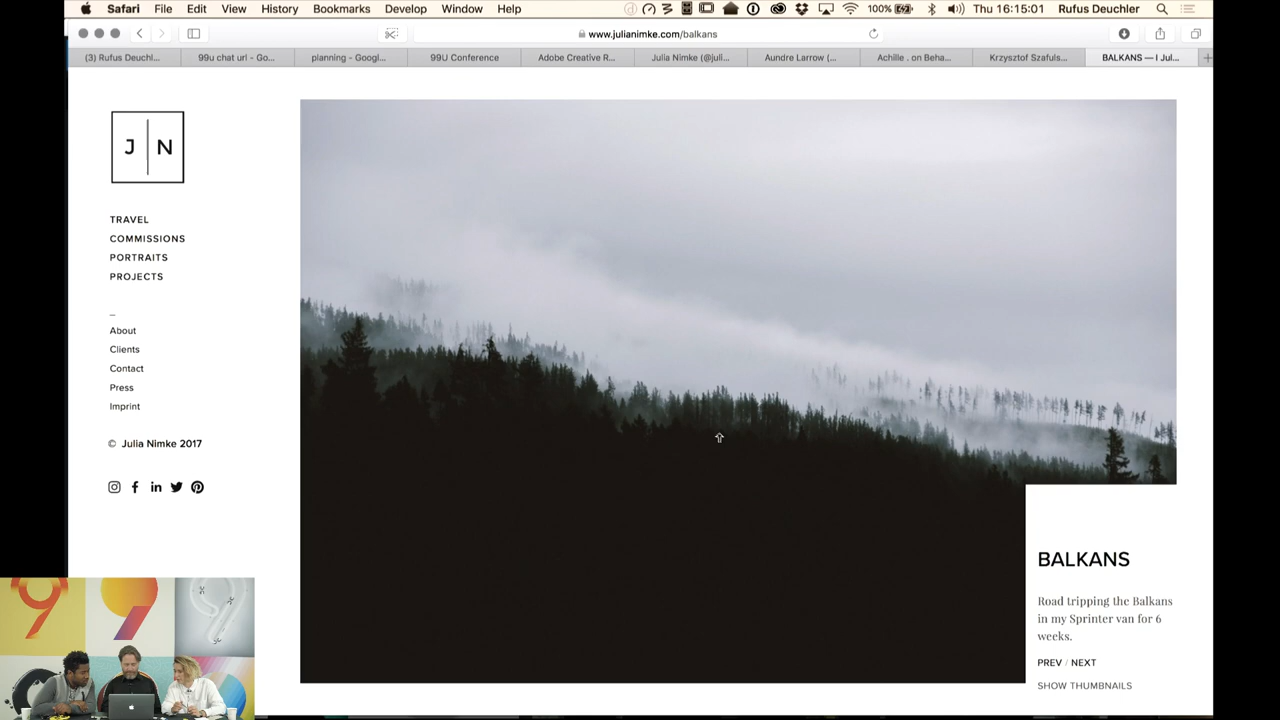 Safari File Edit View History Bookmarks Develop Window Help 100% Thu 16:15:01 Rufus Deuchler
www.julianimke.com/balkans
(3) Rufus Deuchl... 99u chat url - Go... planning - Googl... 99U Conference Adobe Creative R... Julia Nimke (@juli... Aundre Larrow (... Achille . on Beha... Krzysztof Szafuls... BALKANS — I Jul...
J N
TRAVEL
COMMISSIONS
PORTRAITS
PROJECTS
–
About
Clients
Contact
Press
Imprint
© Julia Nimke 2017
BALKANS
Road tripping the Balkans
in my Sprinter van for 6
weeks.
PREV / NEXT
SHOW THUMBNAILS
9 9 9